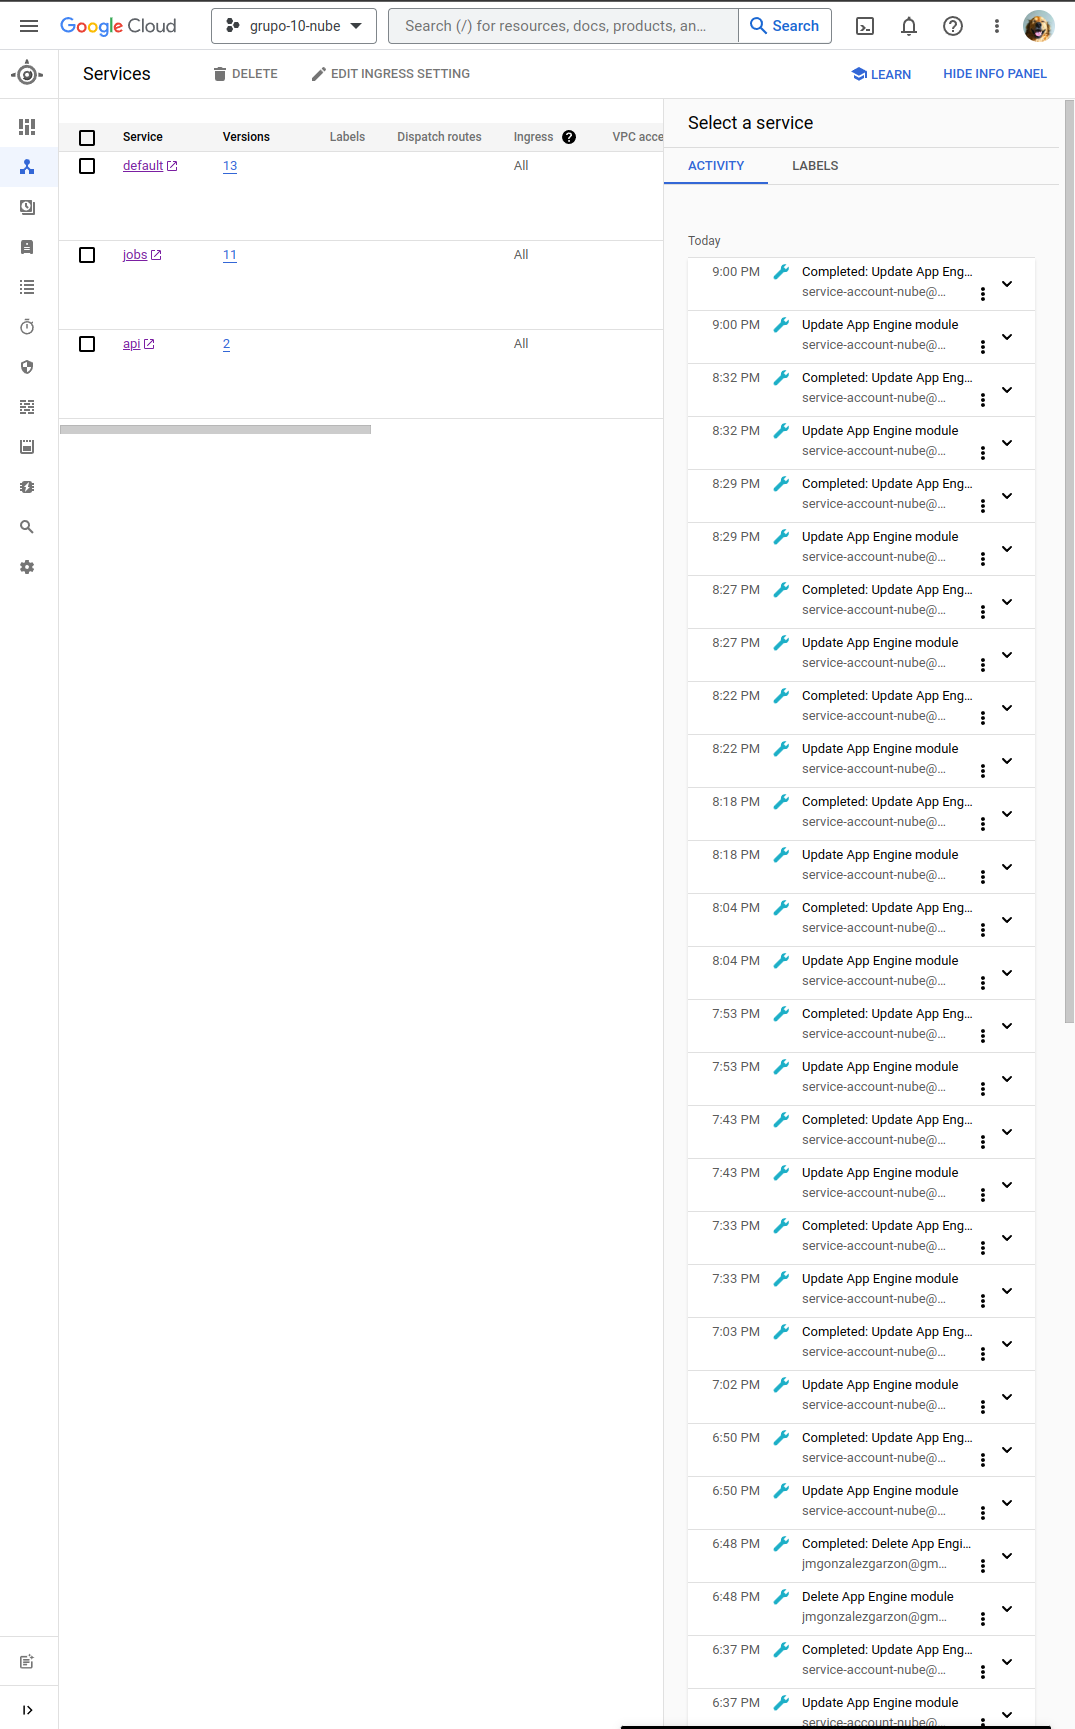 Google Cloud
grupo-10-nube
Search (/) for resources, docs, products, an...
Search
Services
DELETE
EDIT INGRESS SETTING
LEARN
HIDE INFO PANEL
Service Versions Labels Dispatch routes Ingress VPC acce
default 13 All
jobs 11 All
api 2 All
Select a service
ACTIVITY LABELS
Today
9:00 PM Completed: Update App Eng...
service-account-nube@...
9:00 PM Update App Engine module
service-account-nube@...
8:32 PM Completed: Update App Eng...
service-account-nube@...
8:32 PM Update App Engine module
service-account-nube@...
8:29 PM Completed: Update App Eng...
service-account-nube@...
8:29 PM Update App Engine module
service-account-nube@...
8:27 PM Completed: Update App Eng...
service-account-nube@...
8:27 PM Update App Engine module
service-account-nube@...
8:22 PM Completed: Update App Eng...
service-account-nube@...
8:22 PM Update App Engine module
service-account-nube@...
8:18 PM Completed: Update App Eng...
service-account-nube@...
8:18 PM Update App Engine module
service-account-nube@...
8:04 PM Completed: Update App Eng...
service-account-nube@...
8:04 PM Update App Engine module
service-account-nube@...
7:53 PM Completed: Update App Eng...
service-account-nube@...
7:53 PM Update App Engine module
service-account-nube@...
7:43 PM Completed: Update App Eng...
service-account-nube@...
7:43 PM Update App Engine module
service-account-nube@...
7:33 PM Completed: Update App Eng...
service-account-nube@...
7:33 PM Update App Engine module
service-account-nube@...
7:03 PM Completed: Update App Eng...
service-account-nube@...
7:02 PM Update App Engine module
service-account-nube@...
6:50 PM Completed: Update App Eng...
service-account-nube@...
6:50 PM Update App Engine module
service-account-nube@...
6:48 PM Completed: Delete App Engi...
jmgonzalezgarzon@gm...
6:48 PM Delete App Engine module
jmgonzalezgarzon@gm...
6:37 PM Completed: Update App Eng...
service-account-nube@...
6:37 PM Update App Engine module
service-account-nube@...